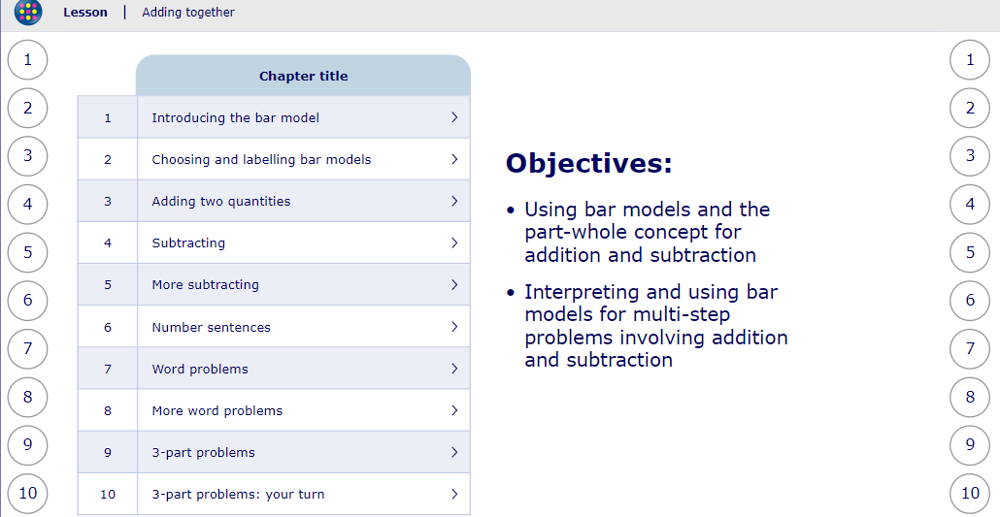 Lesson | Adding together
1
2
3
4
5
6
7
8
9
10
Chapter title
1 Introducing the bar model
2 Choosing and labelling bar models
3 Adding two quantities
4 Subtracting
5 More subtracting
6 Number sentences
7 Word problems
8 More word problems
9 3-part problems
10 3-part problems: your turn
Objectives:
• Using bar models and the
part-whole concept for
addition and subtraction
• Interpreting and using bar
models for multi-step
problems involving addition
and subtraction
1
2
3
4
5
6
7
8
9
10